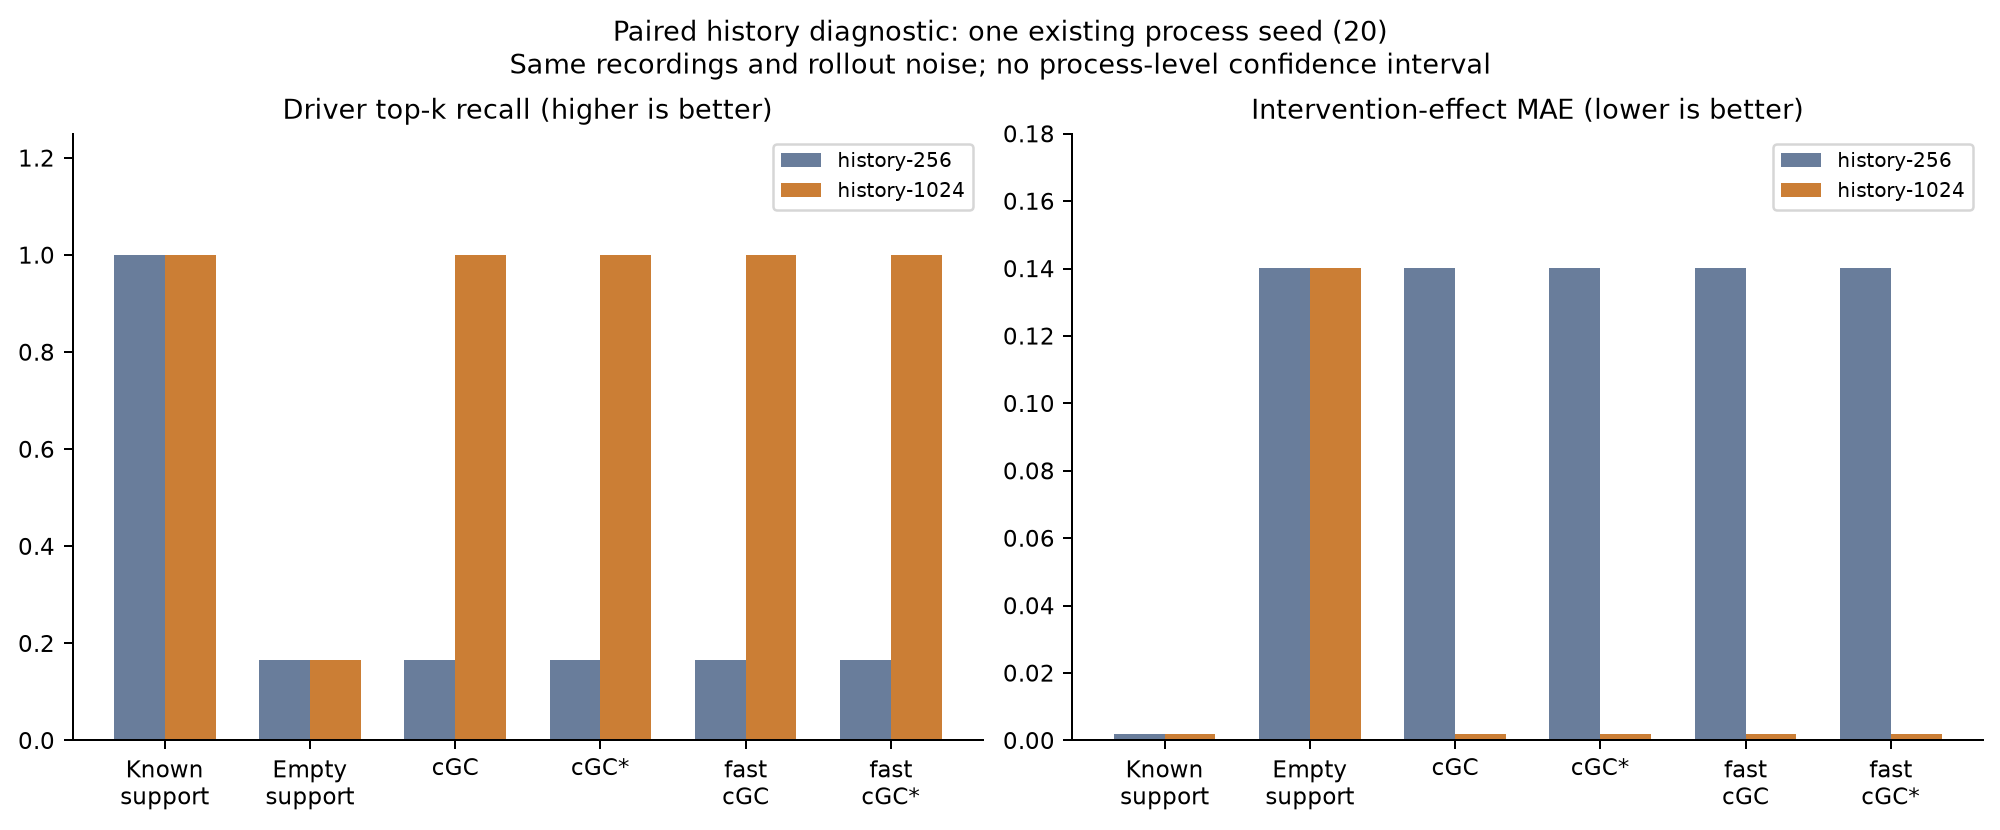 Paired history diagnostic: one existing process seed (20)
Same recordings and rollout noise; no process-level confidence interval
Driver top-k recall (higher is better)
1.2
1.0
0.8
0.6
0.4
0.2
0.0
history-256
history-1024
Known
support
Empty
support
cGC
cGC*
fast
cGC
fast
cGC*
Intervention-effect MAE (lower is better)
0.18
0.16
0.14
0.12
0.10
0.08
0.06
0.04
0.02
0.00
history-256
history-1024
Known
support
Empty
support
cGC
cGC*
fast
cGC
fast
cGC*